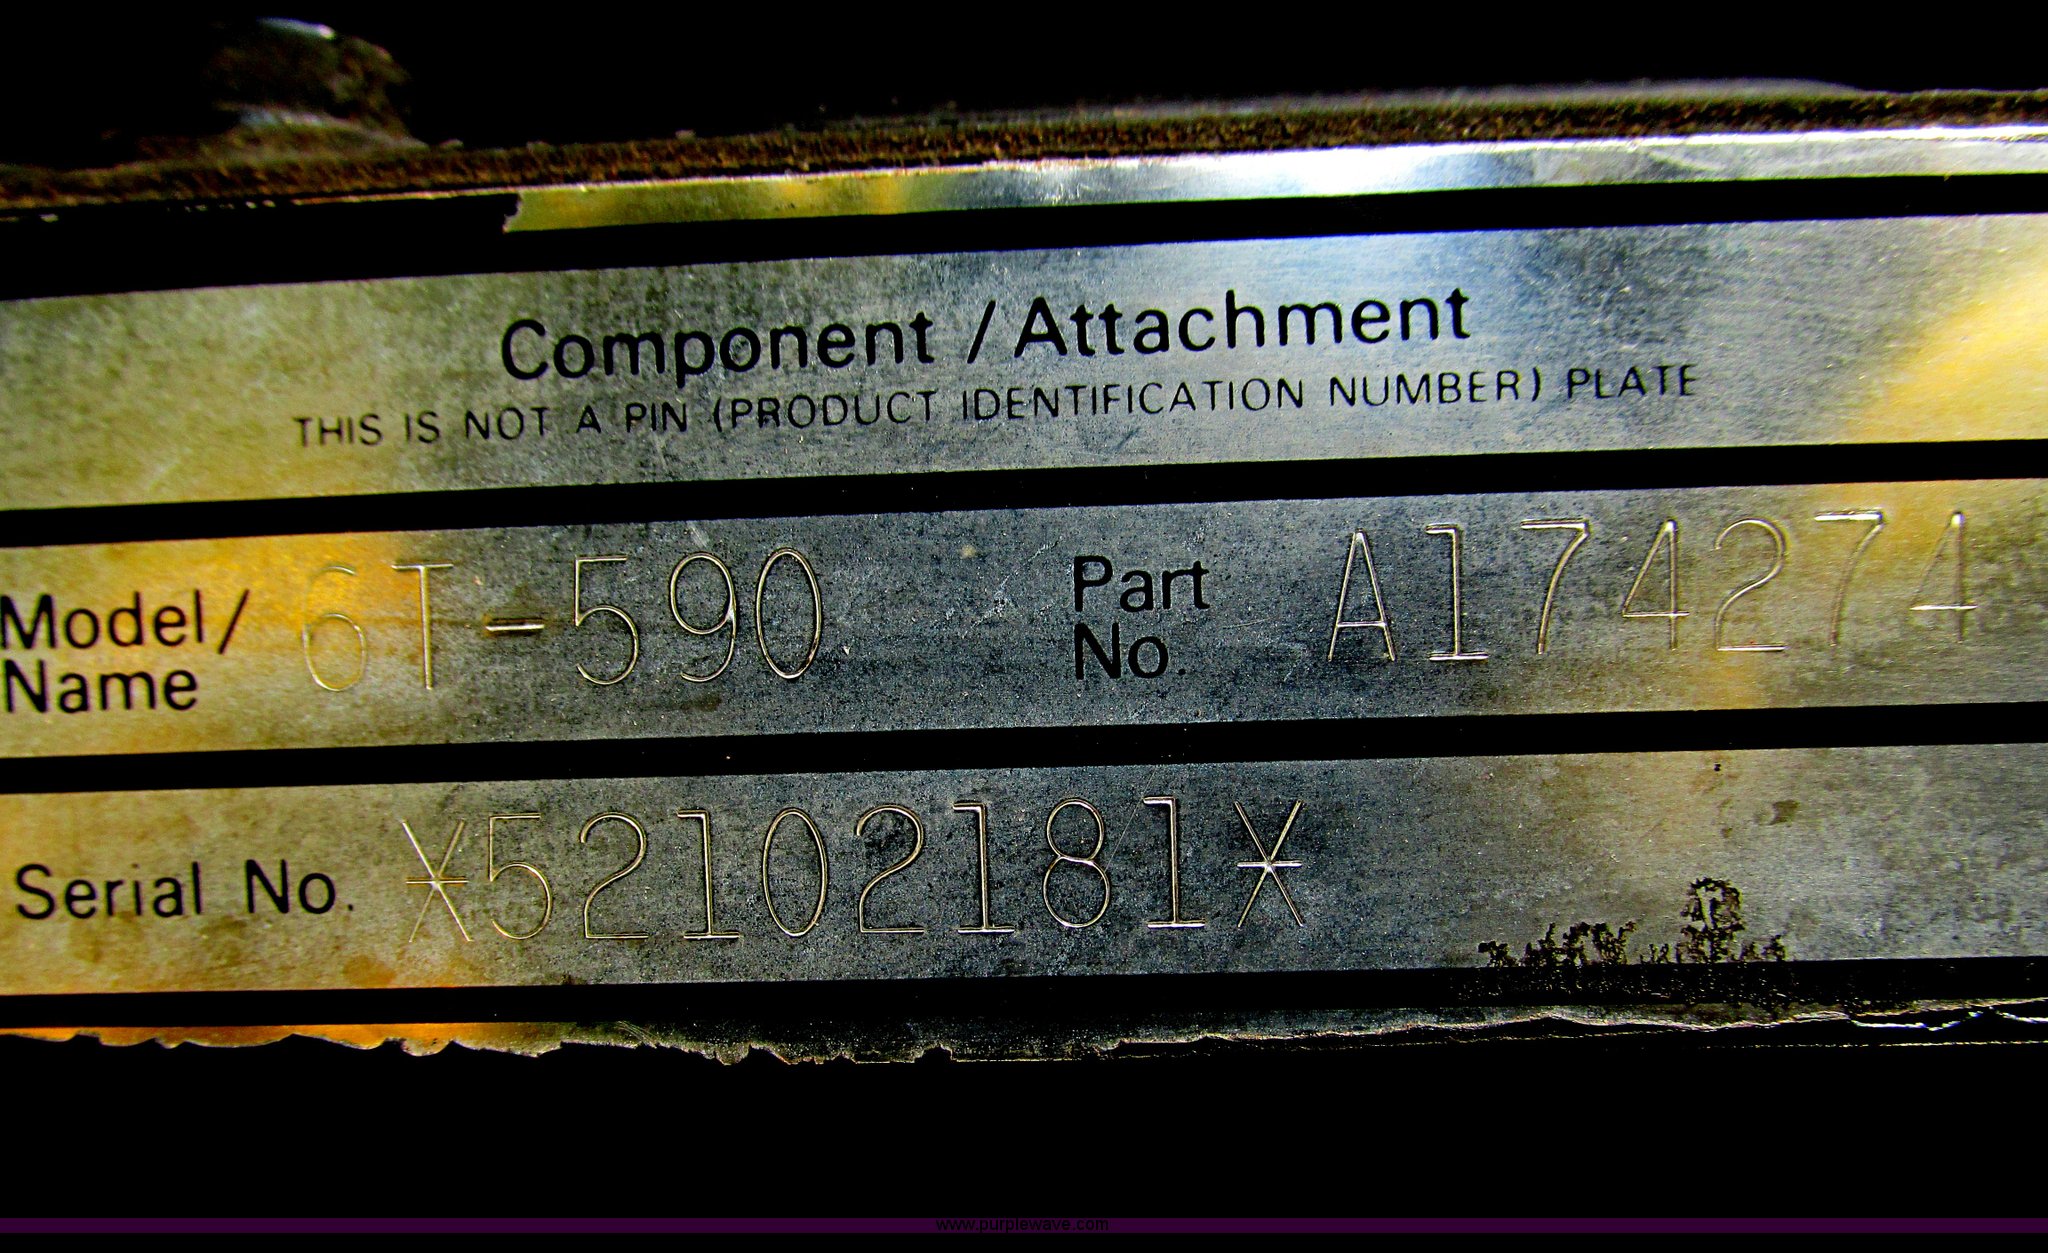 Component / Attachment
THIS IS NOT A PIN (PRODUCT IDENTIFICATION NUMBER) PLATE
Model/ Name 6T-590 Part No. A174274
Serial No. *52102181*
www.purplewave.com